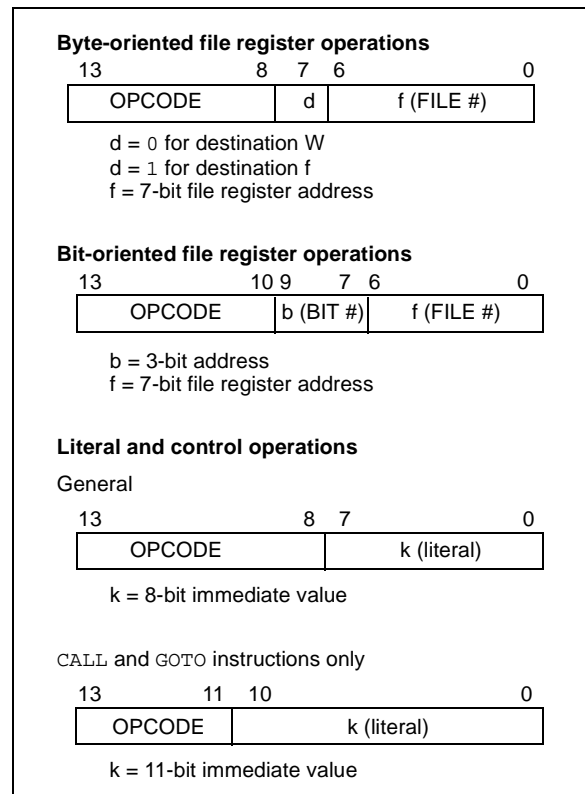 Byte-oriented file register operations
13 8 7 6 0
OPCODE d f (FILE #)
d = 0 for destination W
d = 1 for destination f
f = 7-bit file register address
Bit-oriented file register operations
13 10 9 7 6 0
OPCODE b (BIT #) f (FILE #)
b = 3-bit address
f = 7-bit file register address
Literal and control operations
General
13 8 7 0
OPCODE k (literal)
k = 8-bit immediate value
CALL and GOTO instructions only
13 11 10 0
OPCODE k (literal)
k = 11-bit immediate value